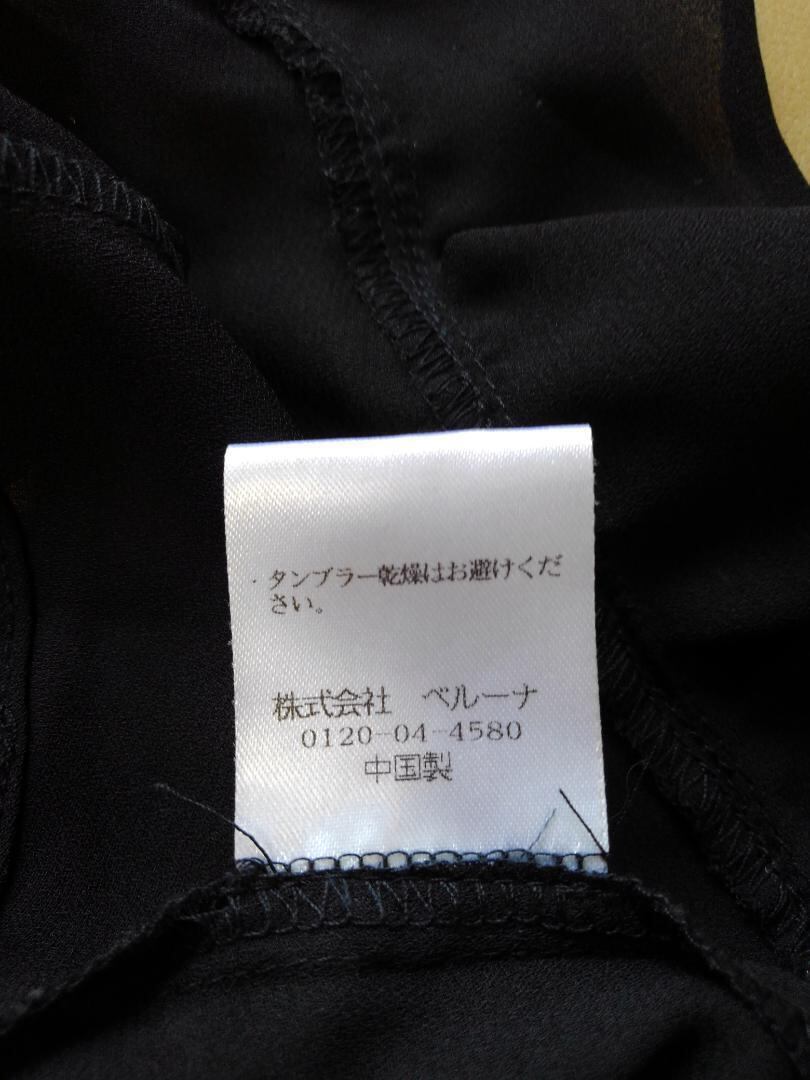 ・タンブラー乾燥はお避けくだ
さい。
株式会社　ベルーナ
0120-04-4580
中国製